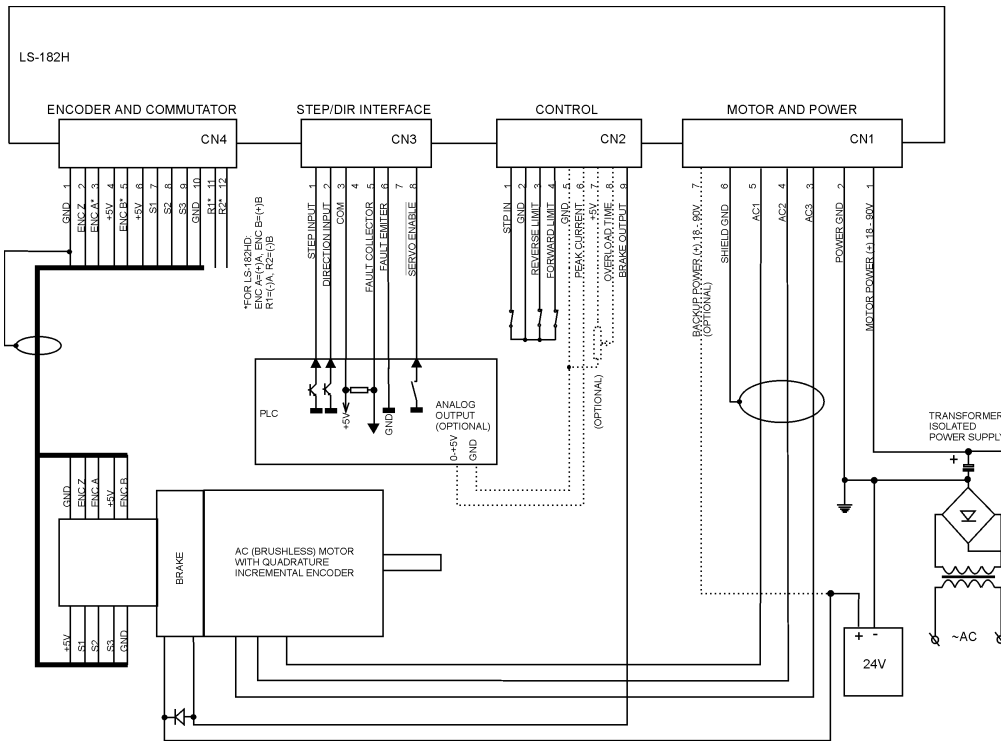 LS-182H
ENCODER AND COMMUTATOR
STEP/DIR INTERFACE
CONTROL
MOTOR AND POWER
CN4
CN3
CN2
CN1
1 2 3 4 5 6 7 8 9 10 11 12
GND
ENC Z
ENC A*
+5V
ENC B*
+5V
S1
S2
S3
GND
R1*
R2*
1 2 3 4 5 6 7 8
STEP INPUT
DIRECTION INPUT
COM
FAULT COLLECTOR
FAULT EMITER
SERVO ENABLE
1 2 3 4 5 6 7 8 9
STP IN
GND
REVERSE LIMIT
FORWARD LIMIT
GND
PEAK CURRENT
+5V
OVERLOAD TIME
BRAKE OUTPUT
7 6 5 4 3 2 1
BACKUP POWER (+) 18 - 90V
(OPTIONAL)
SHIELD GND
AC1
AC2
AC3
POWER GND
MOTOR POWER (+) 18 - 90V
*FOR LS-182HD:
ENC A=(+)A, ENC B=(+)B
R1=(-)A, R2=(-)B
PLC
+5V
GND
ANALOG
OUTPUT
(OPTIONAL)
0-+5V
GND
(OPTIONAL)
TRANSFORMER
ISOLATED
POWER SUPPLY
+
GND
ENC Z
ENC A
+5V
ENC B
BRAKE
AC (BRUSHLESS) MOTOR
WITH QUADRATURE
INCREMENTAL ENCODER
+5V
S1
S2
S3
GND
+ -
24V
~AC